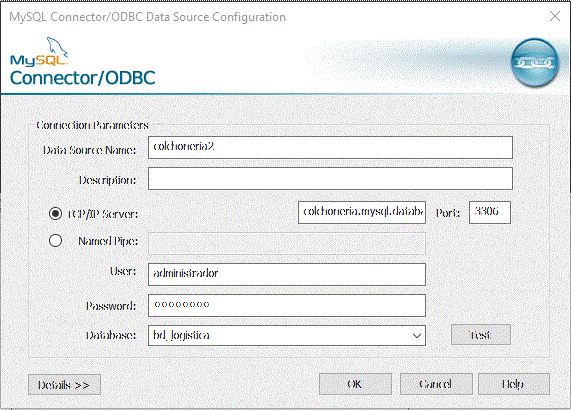 MySQL Connector/ODBC Data Source Configuration
MySQL
Connector/ODBC
Connection Parameters
Data Source Name: colchoneria2
Description:
TCP/IP Server: colchoneria.mysql.databa Port: 3306
Named Pipe:
User: administrador
Password:
Database: bd_logistica Test
Details >> OK Cancel Help